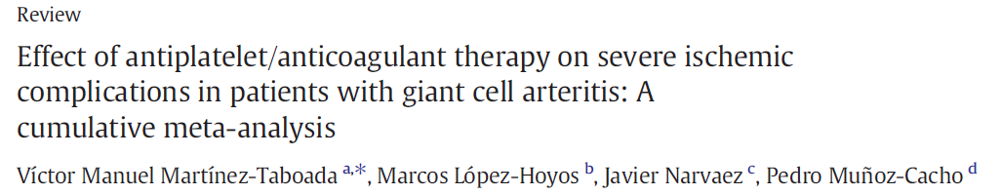 Review
Effect of antiplatelet/anticoagulant therapy on severe ischemic
complications in patients with giant cell arteritis: A
cumulative meta-analysis
Víctor Manuel Martínez-Taboada a,*, Marcos López-Hoyos b, Javier Narvaez c, Pedro Muñoz-Cacho d